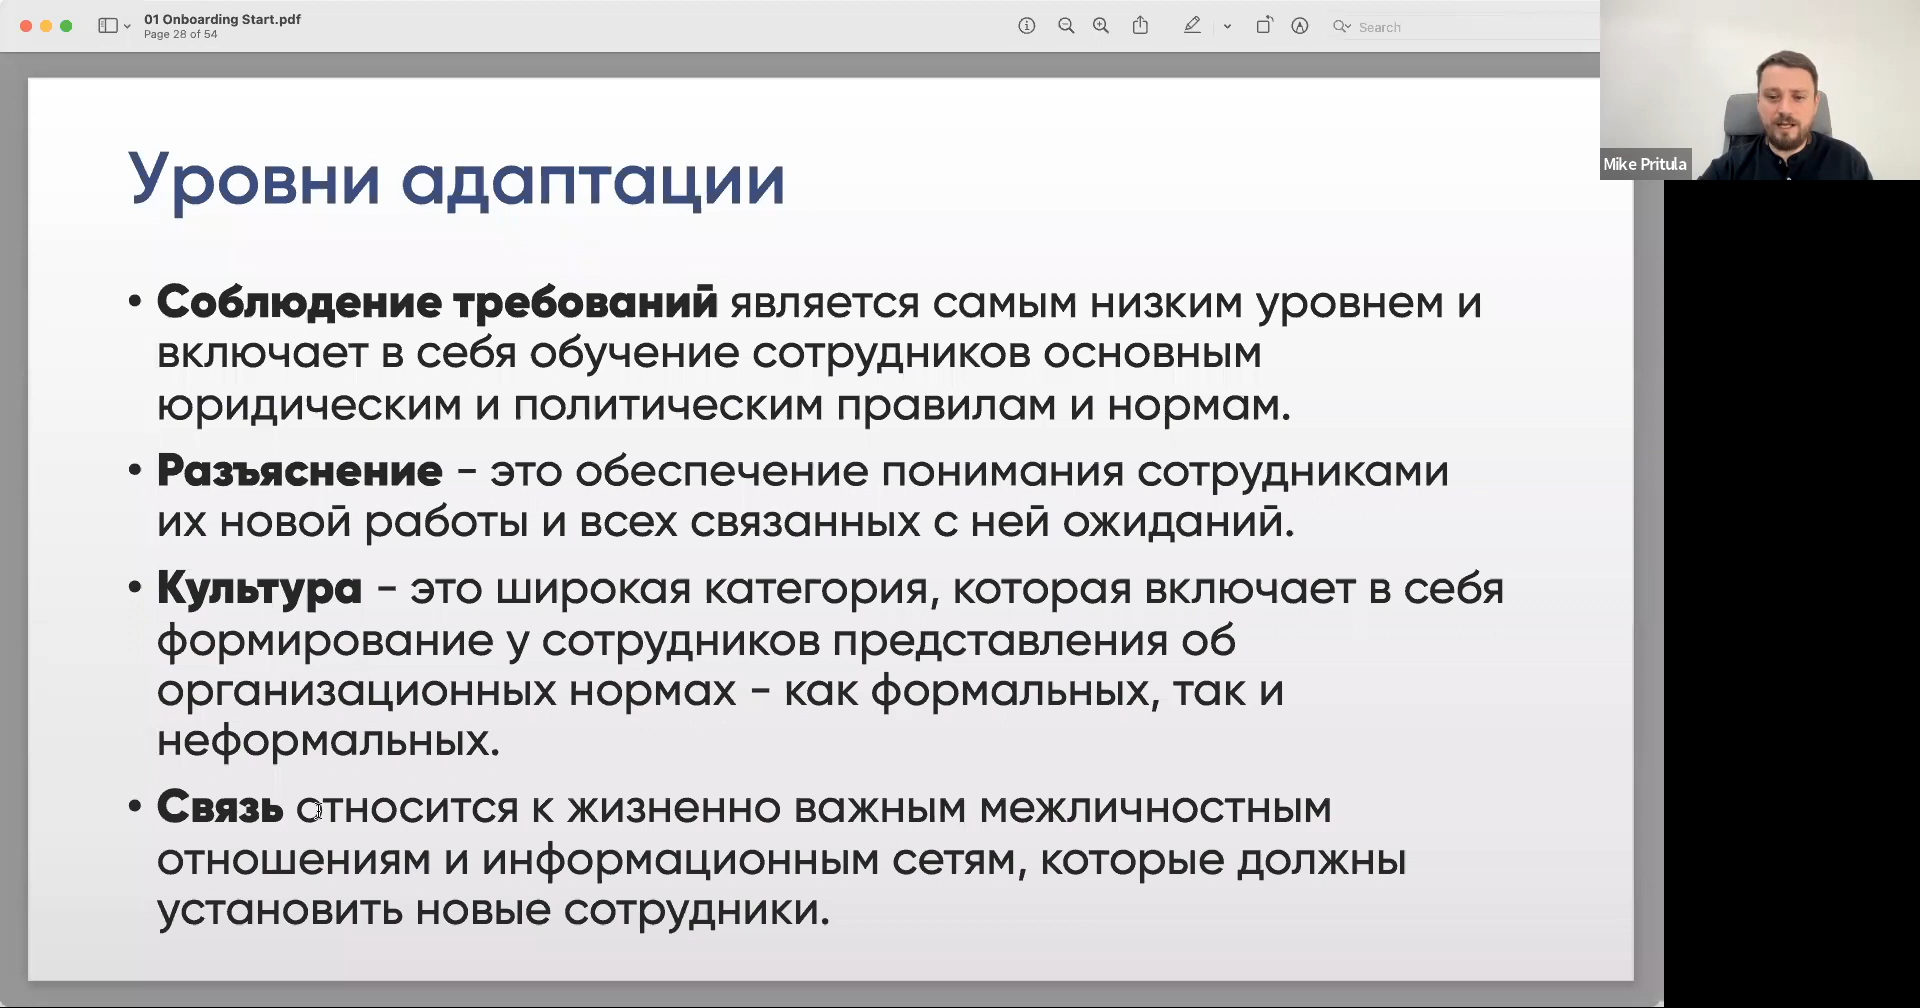 01 Onboarding Start.pdf
Page 28 of 54
Search
Mike Pritula
Уровни адаптации
• Соблюдение требований является самым низким уровнем и
включает в себя обучение сотрудников основным
юридическим и политическим правилам и нормам.
• Разъяснение - это обеспечение понимания сотрудниками
их новой работы и всех связанных с ней ожиданий.
• Культура - это широкая категория, которая включает в себя
формирование у сотрудников представления об
организационных нормах - как формальных, так и
неформальных.
• Связь относится к жизненно важным межличностным
отношениям и информационным сетям, которые должны
установить новые сотрудники.